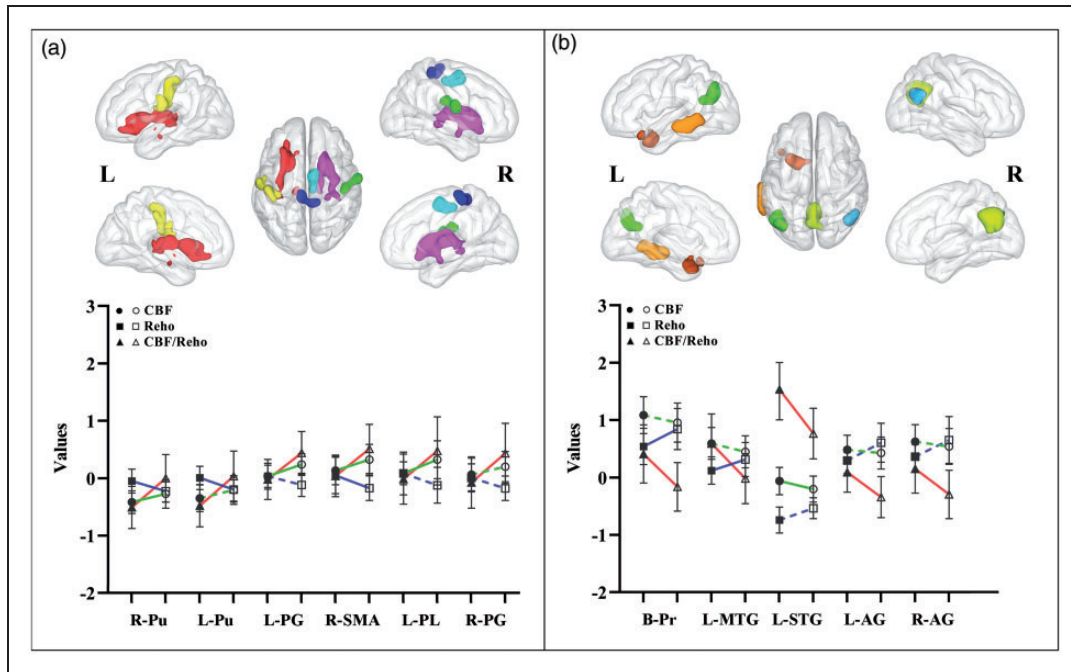 (a)
L
R
3
2
1
0
-1
-2
Values
CBF
Reho
CBF/Reho
R-Pu L-Pu L-PG R-SMA L-PL R-PG
(b)
L
R
3
2
1
0
-1
-2
Values
CBF
Reho
CBF/Reho
B-Pr L-MTG L-STG L-AG R-AG